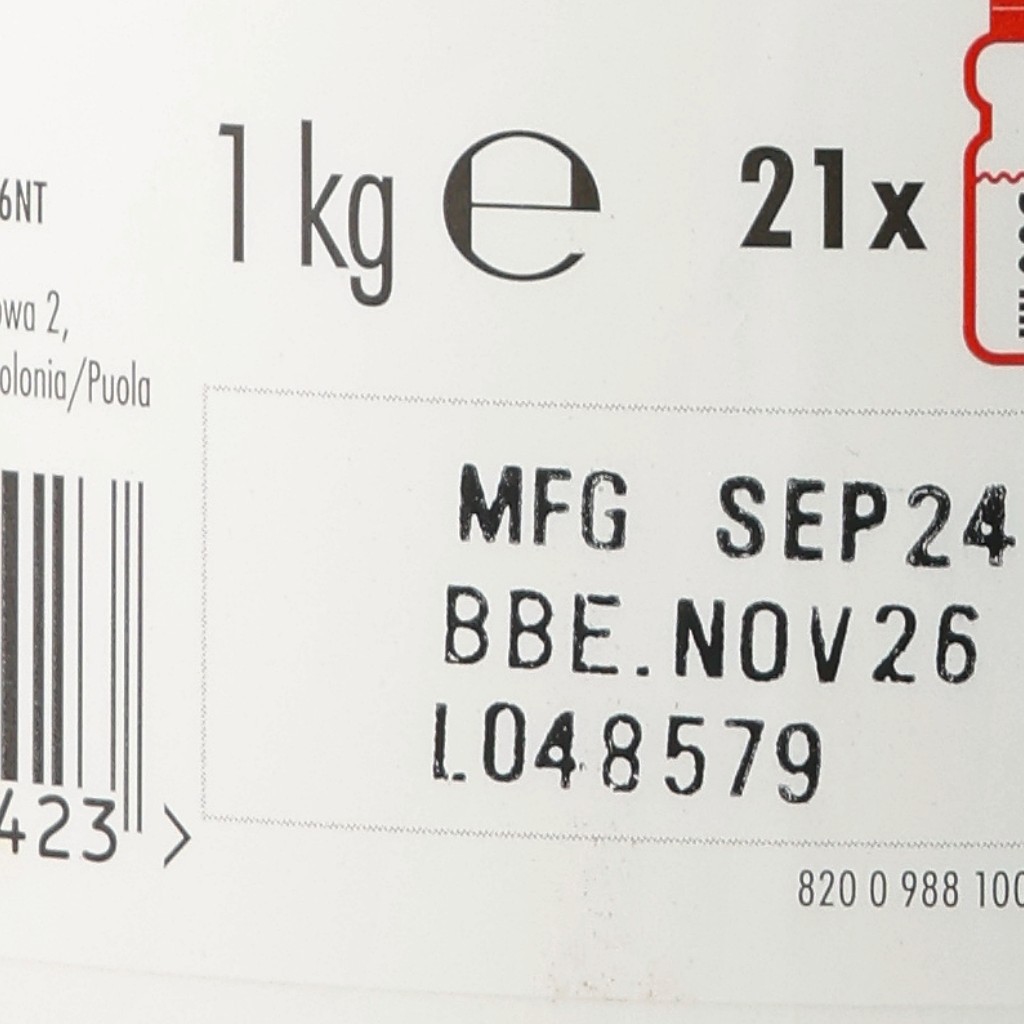 1 kg e 21x
6NT
owa 2,
olonia/Puola
MFG SEP24
BBE.NOV26
L048579
423 >
820 0 988 100